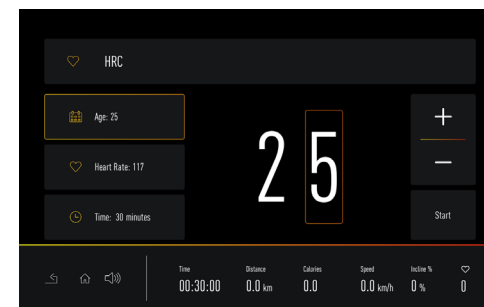 HRC
Age: 25
Heart Rate: 117
Time: 30 minutes
25
+
—
Start
Time
00:30:00
Distance
0.0 km
Calories
0.0
Speed
0.0 km/h
Incline %
0 %
0